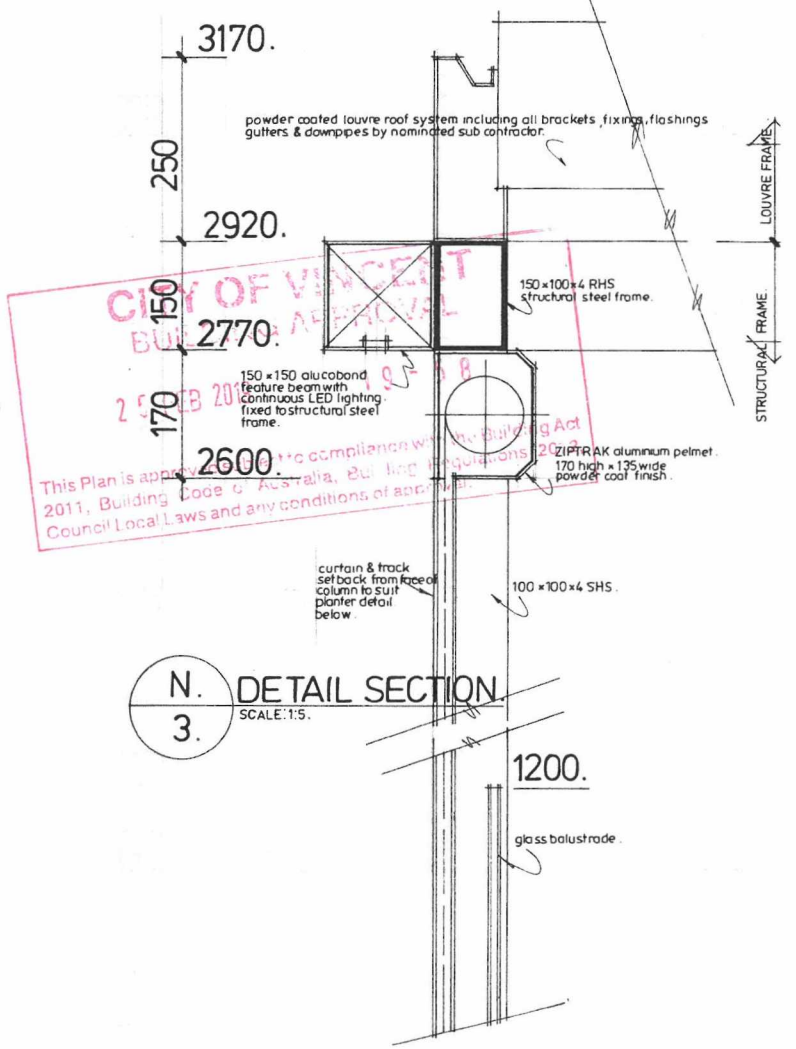 3170.
powder coated louvre roof system including all brackets, fixings, flashings
gutters & downpipes by nominated sub contractor.
LOUVRE FRAME
250
2920.
CITY OF VINCENT
150
150 × 100 × 4 RHS
structural steel frame.
BUILDING APPROVAL
2770.
STRUCTURAL FRAME.
150 × 150 alucobond
feature beam with
continuous LED lighting
fixed to structural steel
frame.
170
2600.
ZIPTRAK aluminium pelmet.
170 high × 135 wide
powder coat finish.
This Plan is approved subject to compliance with the Building Act
2011, Building Code of Australia, Building Regulations 2012
Council Local Laws and any conditions of approval.
curtain & track
setback from face of
column to suit
planter detail
below.
100 × 100 × 4 SHS.
N.
3.
DETAIL SECTION.
SCALE: 1:5.
1200.
glass balustrade.